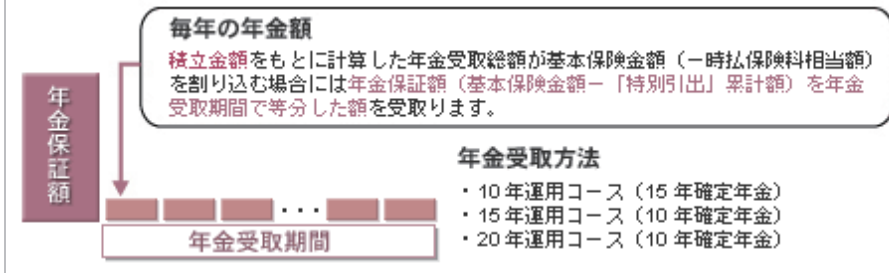 毎年の年金額
積立金額をもとに計算した年金受取総額が基本保険金額（一時払保険料相当額）
を割り込む場合には年金保証額（基本保険金額－「特別引出」累計額）を年金
受取期間で等分した額を受取ります。
年金保証額
年金受取方法
・10年運用コース（15年確定年金）
・15年運用コース（10年確定年金）
・20年運用コース（10年確定年金）
・・・
年金受取期間